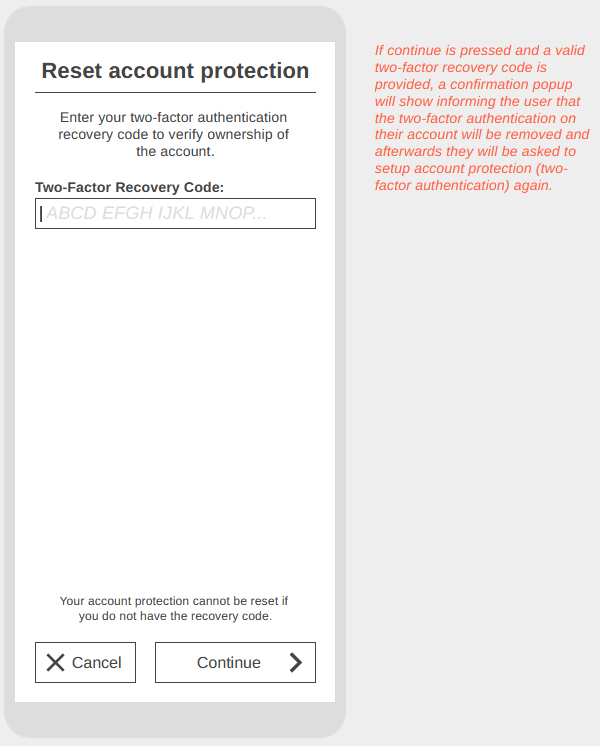 Reset account protection
Enter your two-factor authentication
recovery code to verify ownership of
the account.
Two-Factor Recovery Code:
ABCD EFGH IJKL MNOP...
Your account protection cannot be reset if
you do not have the recovery code.
Cancel
Continue
If continue is pressed and a valid
two-factor recovery code is
provided, a confirmation popup
will show informing the user that
the two-factor authentication on
their account will be removed and
afterwards they will be asked to
setup account protection (two-
factor authentication) again.